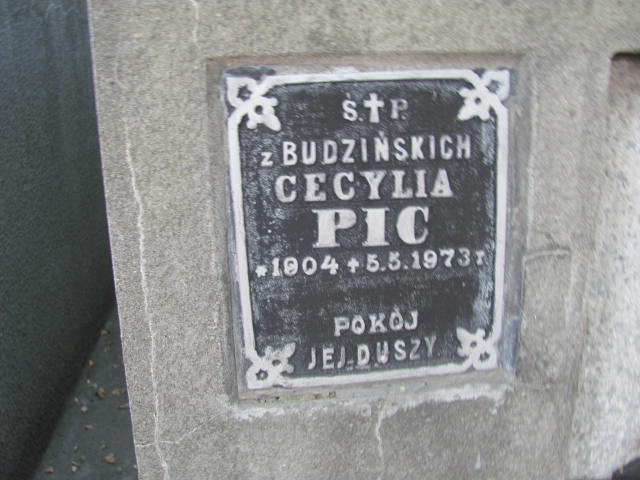 Ś.✝P.
z BUDZIŃSKICH
CECYLIA
PIC
*1904 ✝5.5.1973 r.
POKÓJ
JEJ DUSZY